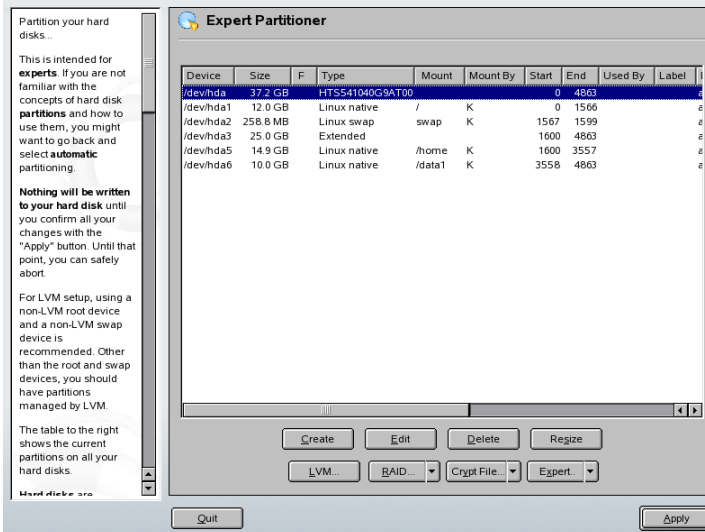 Partition your hard
disks...
This is intended for
experts. If you are not
familiar with the
concepts of hard disk
partitions and how to
use them, you might
want to go back and
select automatic
partitioning.
Nothing will be written
to your hard disk until
you confirm all your
changes with the
"Apply" button. Until that
point, you can safely
abort.
For LVM setup, using a
non-LVM root device
and a non-LVM swap
device is
recommended. Other
than the root and swap
devices, you should
have partitions
managed by LVM.
The table to the right
shows the current
partitions on all your
hard disks.
Hard disks are
Expert Partitioner
Device Size F Type Mount Mount By Start End Used By Label
/dev/hda 37.2 GB HTS541040G9AT00 0 4863
/dev/hda1 12.0 GB Linux native / K 0 1566
/dev/hda2 258.8 MB Linux swap swap K 1567 1599
/dev/hda3 25.0 GB Extended 1600 4863
/dev/hda5 14.9 GB Linux native /home K 1600 3557
/dev/hda6 10.0 GB Linux native /data1 K 3558 4863
Create Edit Delete Resize
LVM... RAID... Crypt File... Expert..
Quit Apply